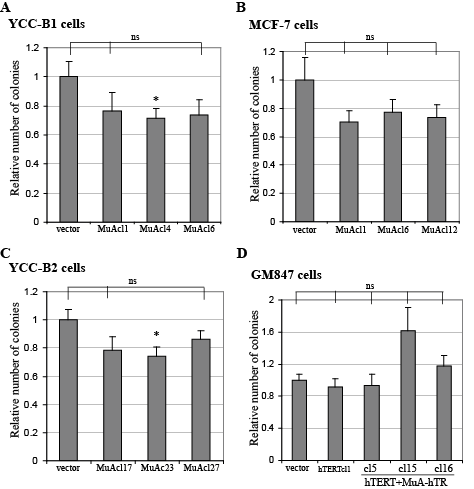 A
YCC-B1 cells
ns
1.2
1
0.8
0.6
0.4
0.2
0
Relative number of colonies
*
vector MuAcl1 MuAcl4 MuAcl6
B
MCF-7 cells
ns
1.2
1
0.8
0.6
0.4
0.2
0
Relative number of colonies
vector MuAcl1 MuAcl6 MuAcl12
C
YCC-B2 cells
ns
1.2
1
0.8
0.6
0.4
0.2
0
Relative number of colonies
*
vector MuAcl17 MuAc23 MuAcl27
D
GM847 cells
ns
2
1.6
1.2
0.8
0.4
0
Relative number of colonies
vector hTERTcl1 cl5 cl15 cl16
hTERT+MuA-hTR